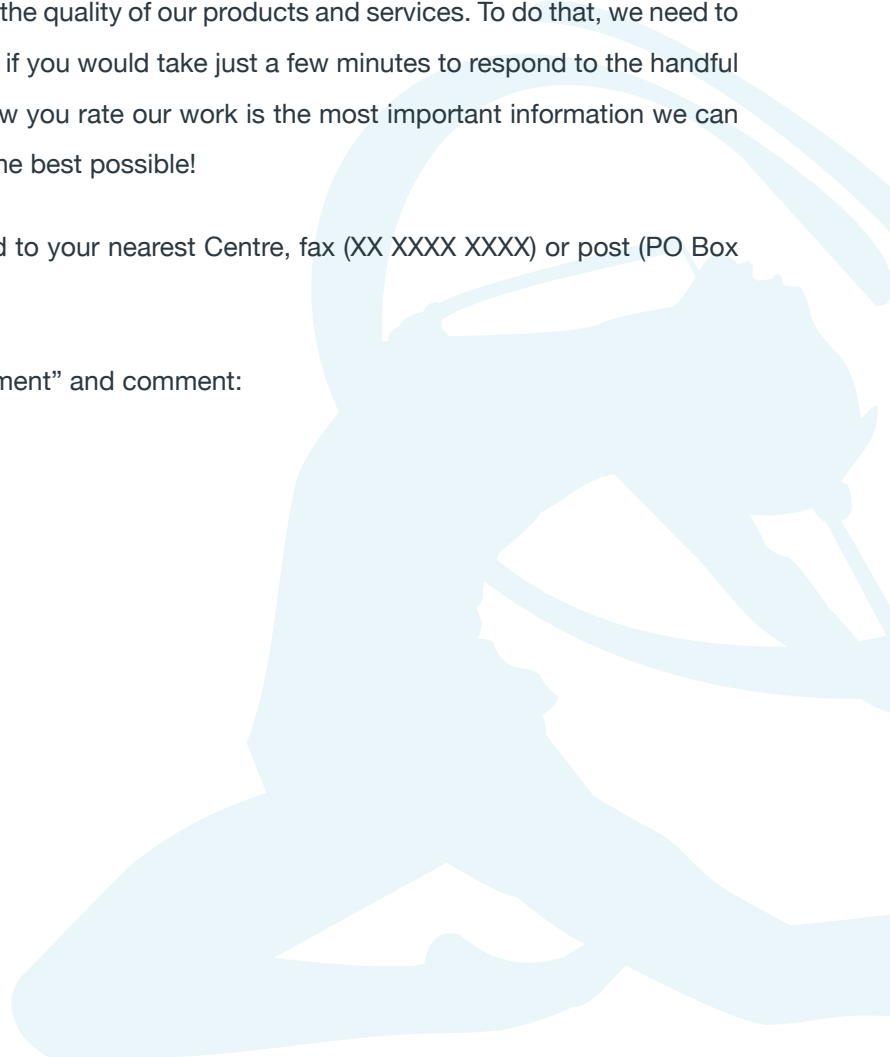 the quality of our products and services. To do that, we need to
if you would take just a few minutes to respond to the handful
w you rate our work is the most important information we can
he best possible!
d to your nearest Centre, fax (XX XXXX XXXX) or post (PO Box
ment” and comment: